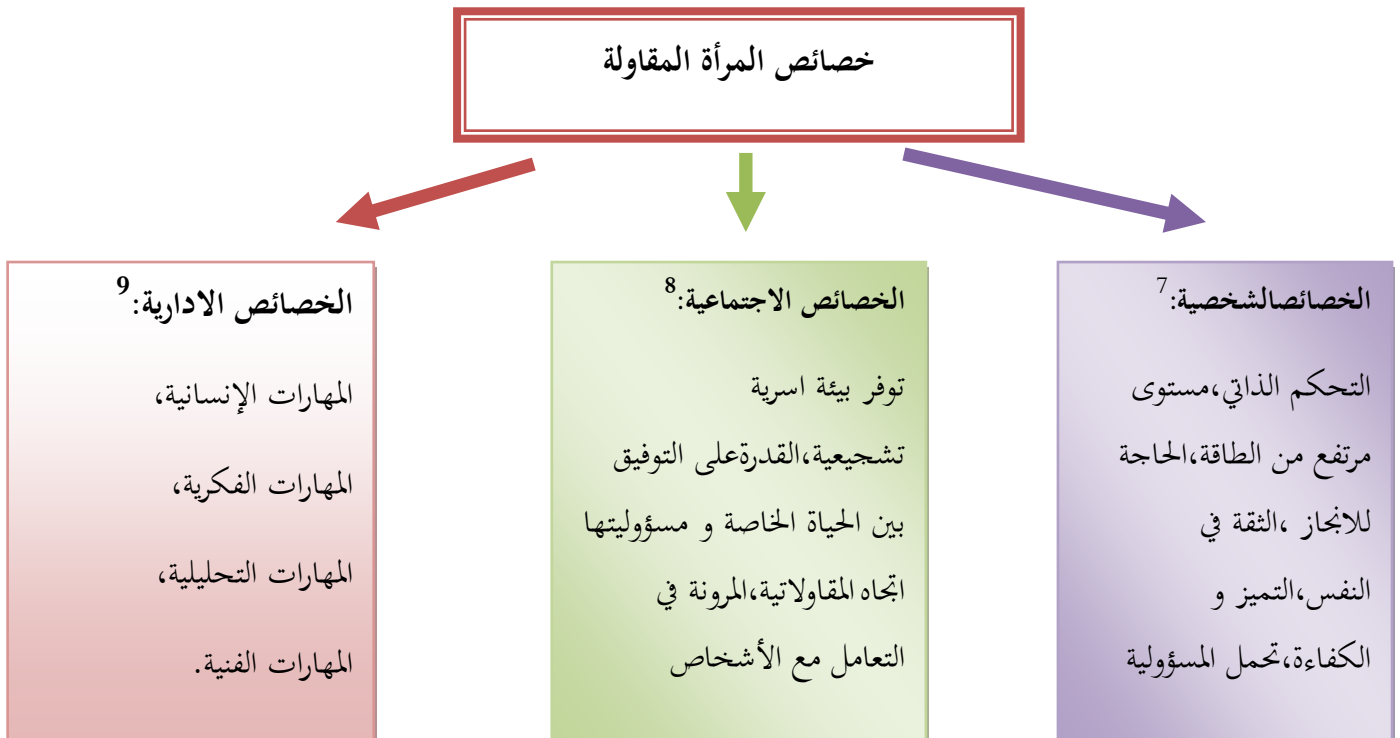 خصائص المرأة المقاولة
الخصائصالشخصية:7
التحكم الذاتي،مستوى
مرتفع من الطاقة،الحاجة
للانجاز ،الثقة في
النفس،التميز و
الكفاءة،تحمل المسؤولية
الخصائص الاجتماعية:8
توفر بيئة اسرية
تشجيعية،القدرةعلى التوفيق
بين الحياة الخاصة و مسؤوليتها
اتجاه المقاولاتية،المرونة في
التعامل مع الأشخاص
الخصائص الادارية:9
المهارات الإنسانية،
المهارات الفكرية،
المهارات التحليلية،
المهارات الفنية.